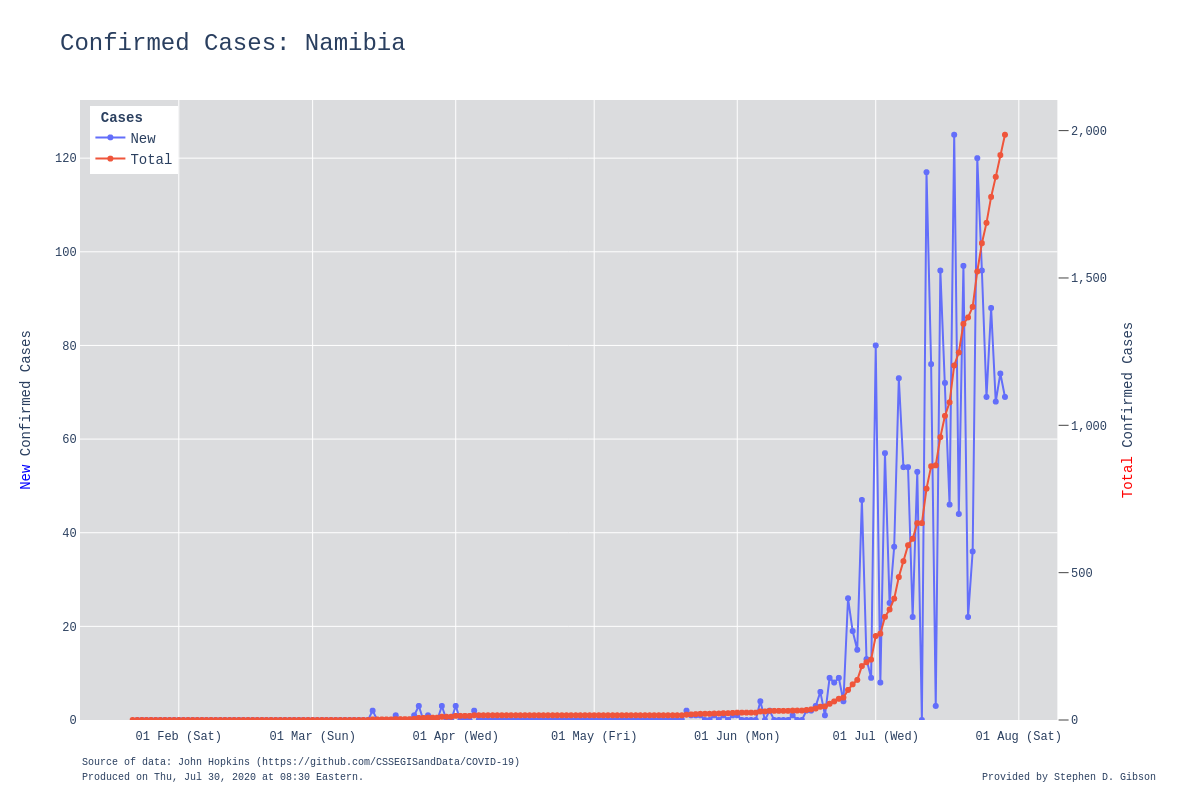 Confirmed Cases: Namibia
Cases
New
Total
120
100
80
60
40
20
0
2,000
1,500
1,000
500
0
New Confirmed Cases
Total Confirmed Cases
01 Feb (Sat)
01 Mar (Sun)
01 Apr (Wed)
01 May (Fri)
01 Jun (Mon)
01 Jul (Wed)
01 Aug (Sat)
Source of data: John Hopkins (https://github.com/CSSEGISandData/COVID-19)
Produced on Thu, Jul 30, 2020 at 08:30 Eastern.
Provided by Stephen D. Gibson